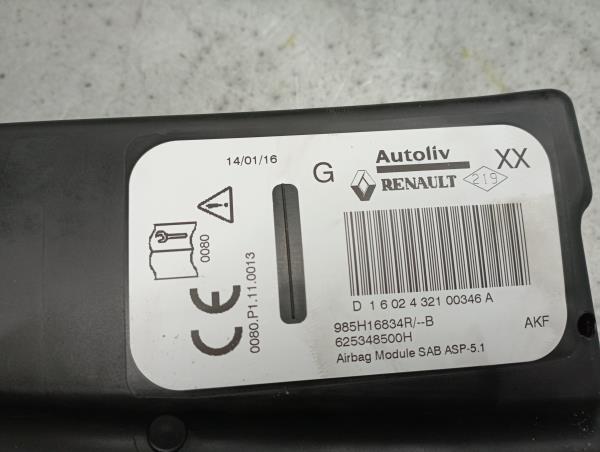 14/01/16
G
Autoliv
XX
RENAULT
219
0080
0080.P1.11.0013
CE
D 1 6 02 4 321 00346 A
985H16834R/--B
625348500H
AKF
Airbag Module SAB ASP-5.1